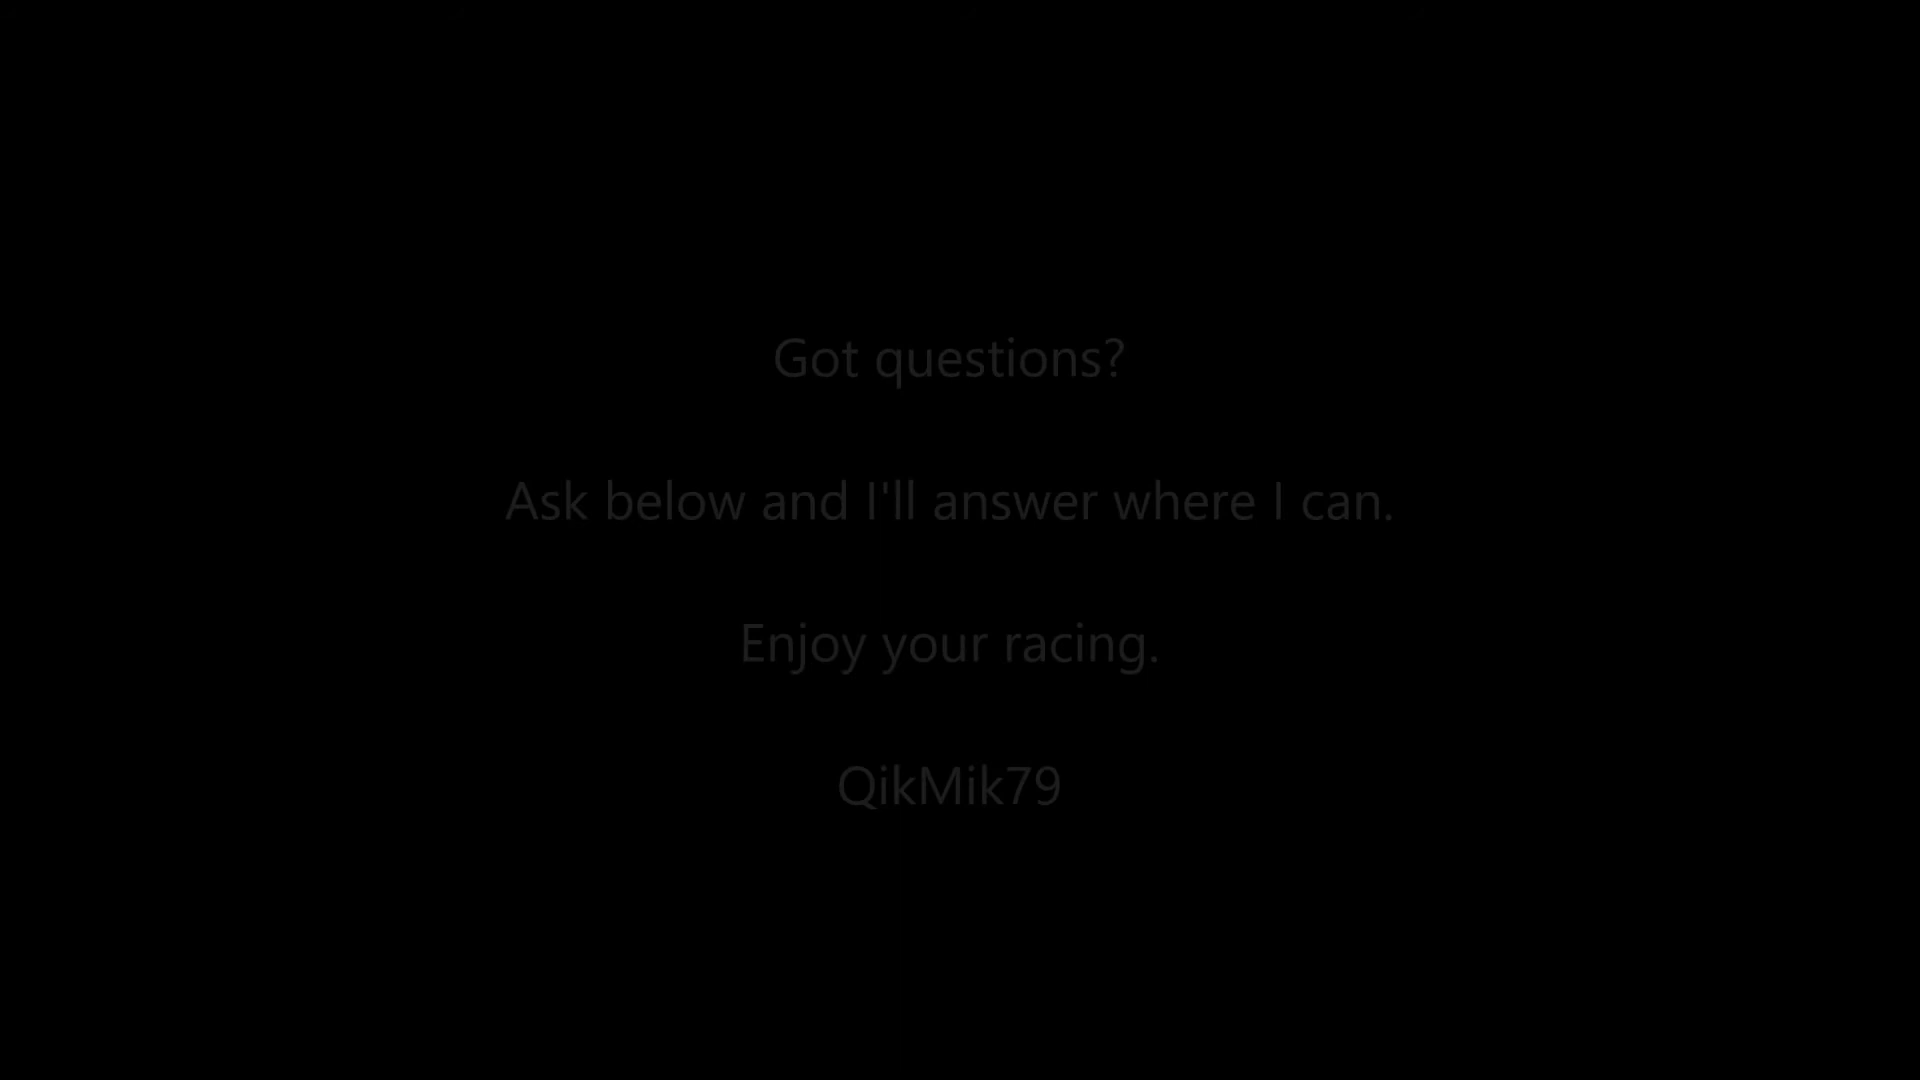 Got questions?
Ask below and I'll answer where I can.
Enjoy your racing.
QikMik79